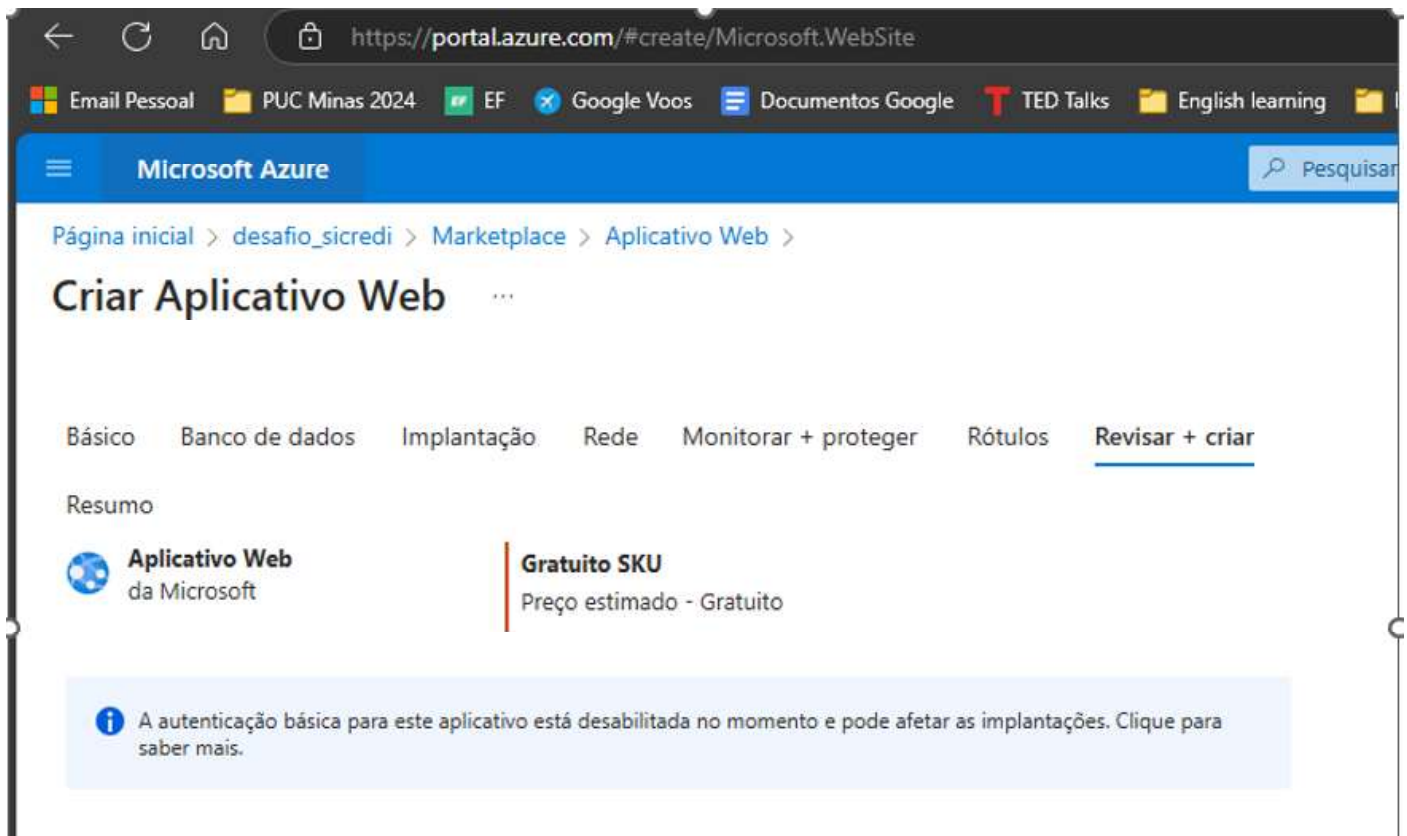 https://portal.azure.com/#create/Microsoft.WebSite
Email Pessoal PUC Minas 2024 EF EF Google Voos Documentos Google TED Talks English learning
Microsoft Azure Pesquisar
Página inicial > desafio_sicredi > Marketplace > Aplicativo Web >
Criar Aplicativo Web ...
Básico Banco de dados Implantação Rede Monitorar + proteger Rótulos Revisar + criar
Resumo
Aplicativo Web
da Microsoft
Gratuito SKU
Preço estimado - Gratuito
A autenticação básica para este aplicativo está desabilitada no momento e pode afetar as implantações. Clique para
saber mais.